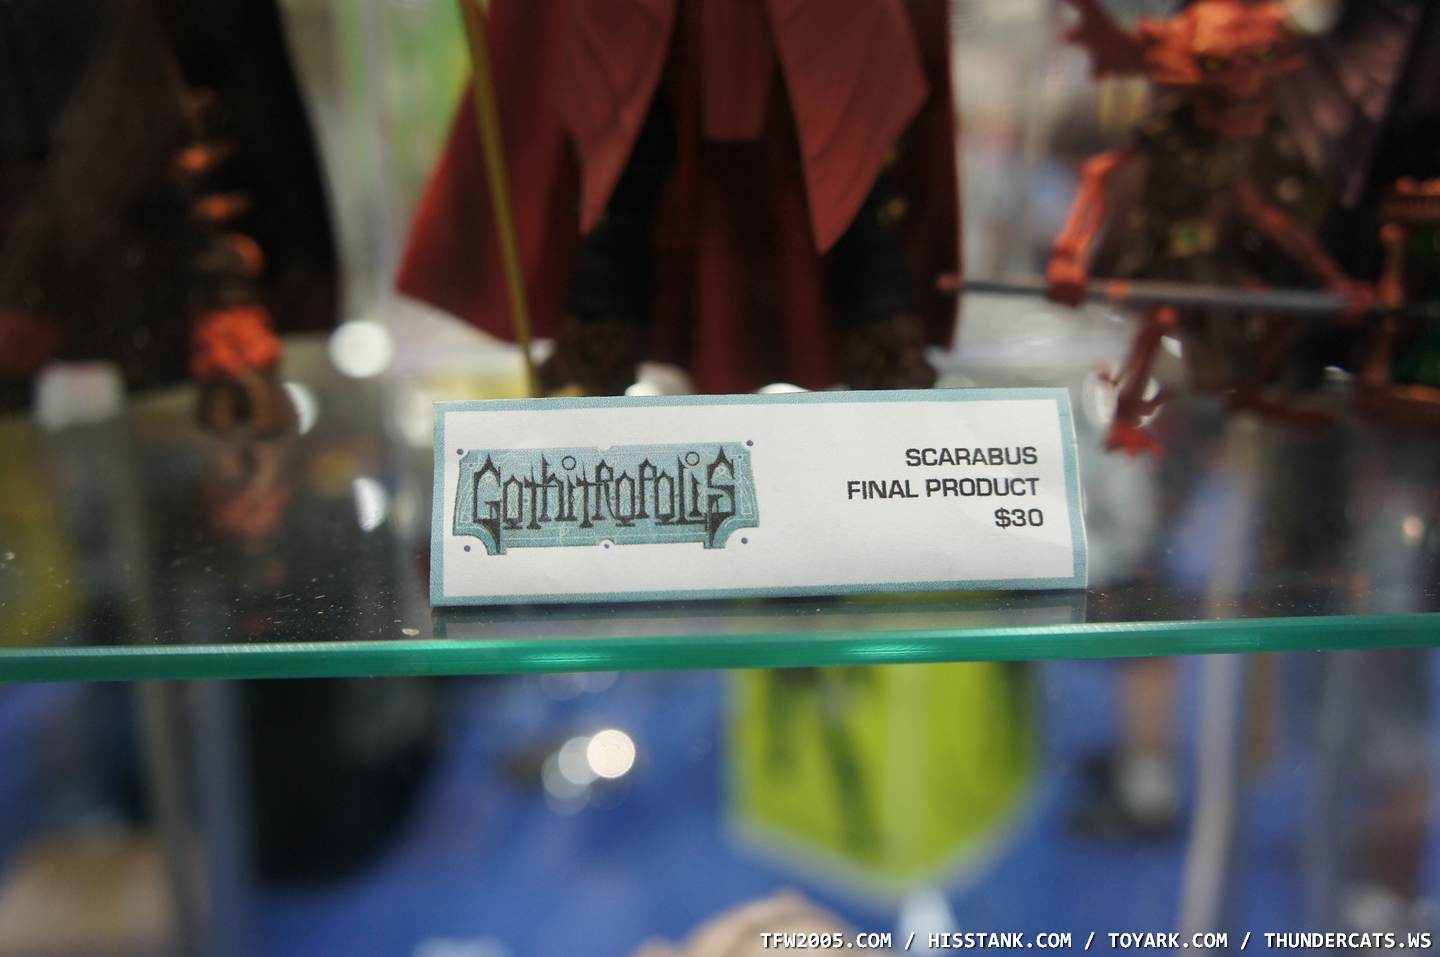 Gothitropolis
SCARABUS
FINAL PRODUCT
$30
TFW2005.COM / HISSTANK.COM / TOYARK.COM / THUNDERCATS.WS